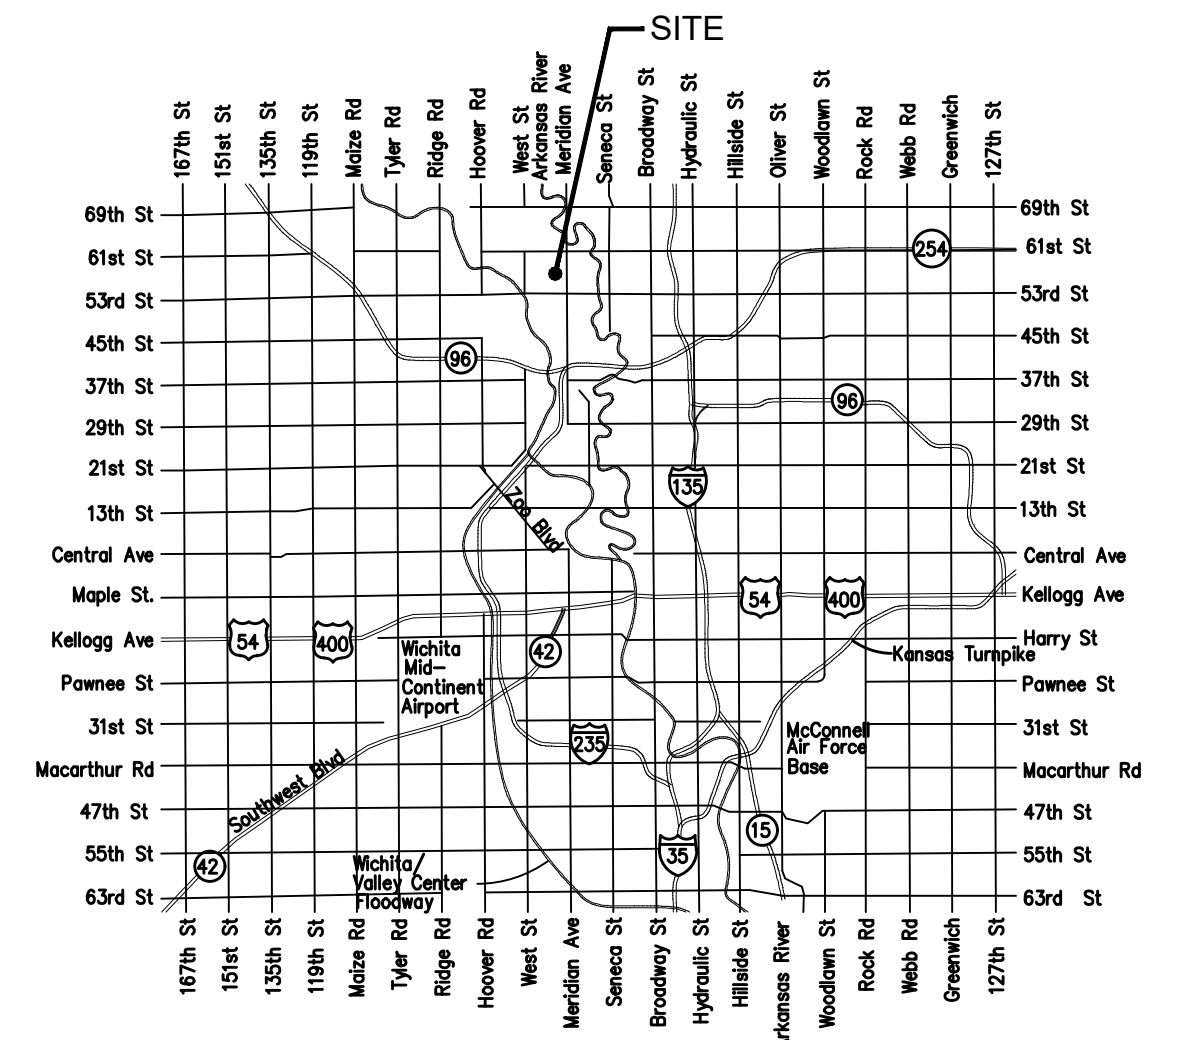 SITE
167th St
151st St
135th St
119th St
Maize Rd
Tyler Rd
Ridge Rd
Hoover Rd
West St
Arkansas River
Meridian Ave
Seneca St
Broadway St
Hydraulic St
Hillside St
Oliver St
Woodlawn St
Rock Rd
Webb Rd
Greenwich
127th St
69th St
69th St
61st St
61st St
254
53rd St
53rd St
45th St
45th St
96
37th St
37th St
96
29th St
29th St
21st St
21st St
135
13th St
13th St
Zoo Blvd
Central Ave
Central Ave
Maple St.
54
400
Kellogg Ave
Kellogg Ave
54
400
Harry St
Wichita
Mid-
Continent
Airport
42
Kansas Turnpike
Pawnee St
Pawnee St
31st St
31st St
235
McConnell
Air Force
Base
Macarthur Rd
Macarthur Rd
Southwest Blvd
47th St
47th St
15
55th St
55th St
42
35
Wichita/
Valley Center
Floodway
63rd St
63rd St
167th St
151st St
135th St
119th St
Maize Rd
Tyler Rd
Ridge Rd
Hoover Rd
West St
Meridian Ave
Seneca St
Broadway St
Hydraulic St
Hillside St
rkansas River
Woodlawn St
Rock Rd
Webb Rd
Greenwich
127th St